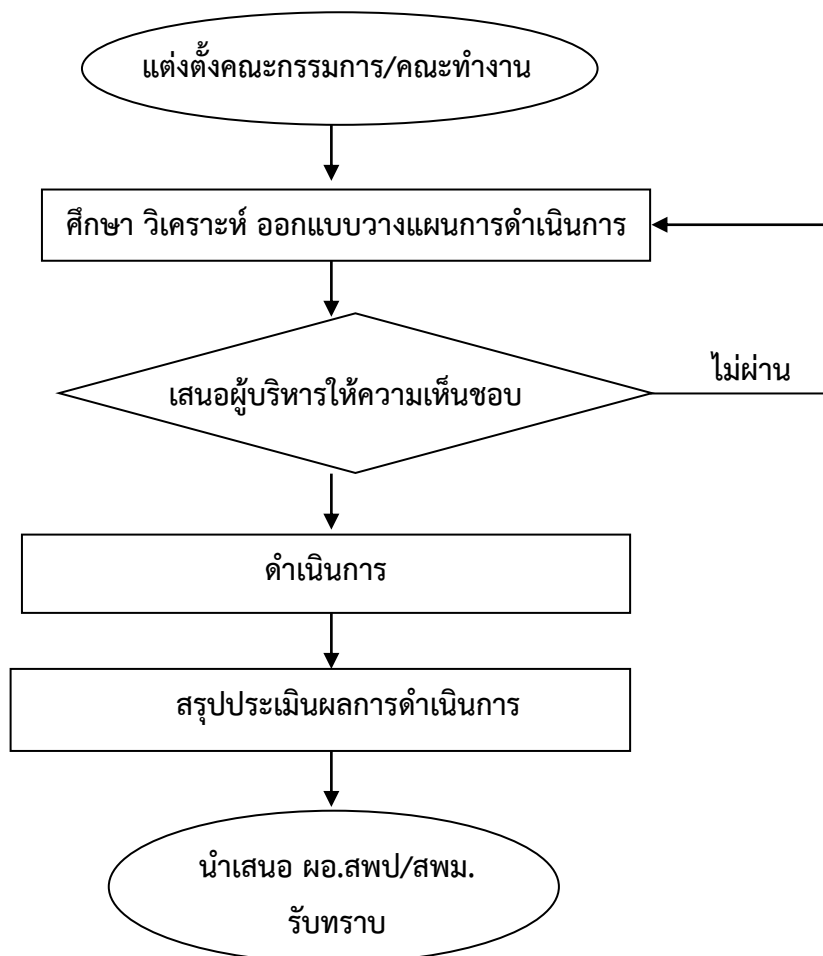 แต่งตั้งคณะกรรมการ/คณะทำงาน
ศึกษา วิเคราะห์ ออกแบบวางแผนการดำเนินการ
ไม่ผ่าน
เสนอผู้บริหารให้ความเห็นชอบ
ดำเนินการ
สรุปประเมินผลการดำเนินการ
นำเสนอ ผอ.สพป/สพม.
รับทราบ